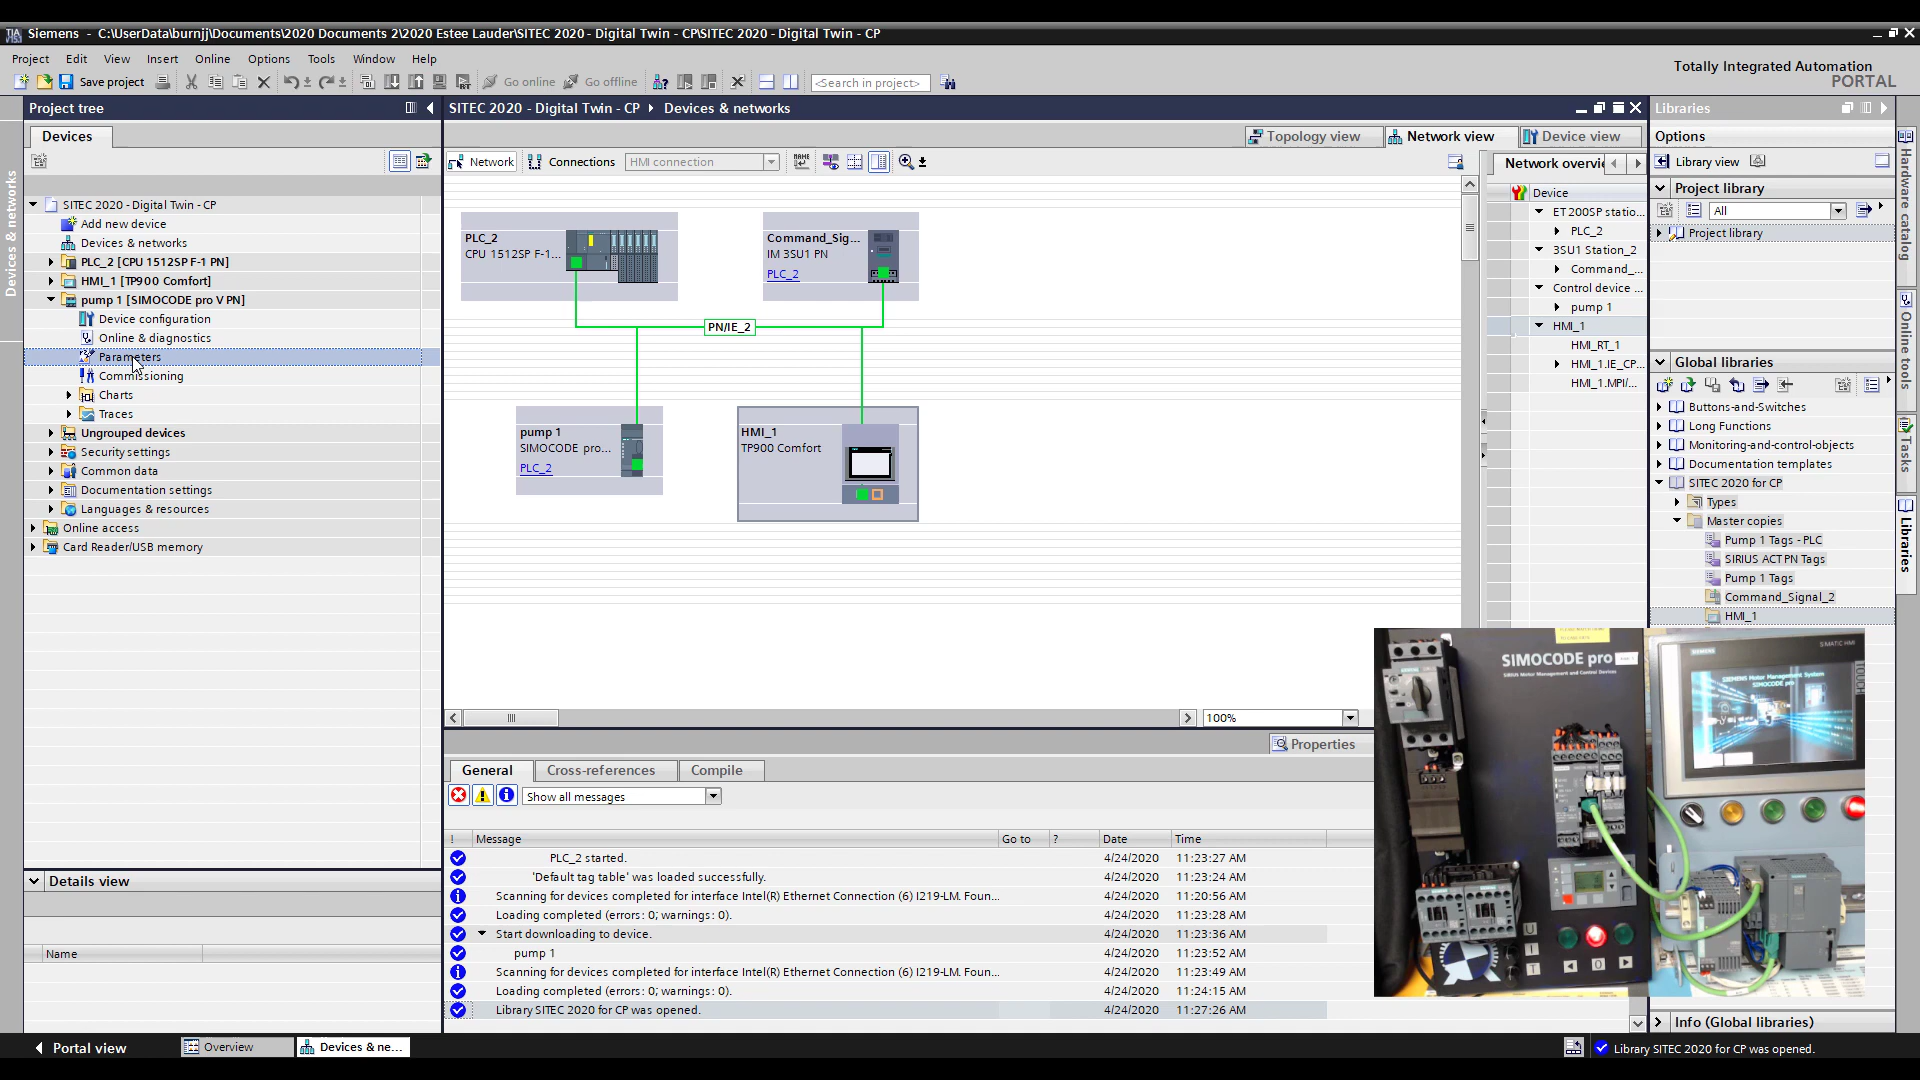 Siemens - C:\UserData\burnjj\Documents\2020 Documents 2\2020 Estee Lauder\SITEC 2020 - Digital Twin - CP\SITEC 2020 - Digital Twin - CP
Project Edit View Insert Online Options Tools Window Help
Totally Integrated Automation
PORTAL
Save project
Go online
Go offline
<Search in project>
Project tree
SITEC 2020 - Digital Twin - CP
Devices & networks
Libraries
Devices
Topology view
Network view
Device view
Options
Network
Connections
HMI connection
Network overvi
Library view
Devices & networks
Project library
All
Project library
SITEC 2020 - Digital Twin - CP
Add new device
Devices & networks
PLC_2 [CPU 1512SP F-1 PN]
HMI_1 [TP900 Comfort]
pump 1 [SIMOCODE pro V PN]
Device configuration
Online & diagnostics
Parameters
Commissioning
Charts
Traces
Ungrouped devices
Security settings
Common data
Documentation settings
Languages & resources
Online access
Card Reader/USB memory
PLC_2
CPU 1512SP F-1...
Command_Sig...
IM 3SU1 PN
PLC_2
PN/IE_2
pump 1
SIMOCODE pro...
PLC_2
HMI_1
TP900 Comfort
Device
ET200SP statio...
PLC_2
3SU1 Station_2
Command_...
Control device ...
pump 1
HMI_1
HMI_RT_1
HMI_1.IE_CP...
HMI_1.MPI/...
Global libraries
Buttons-and-Switches
Long Functions
Monitoring-and-control-objects
Documentation templates
SITEC 2020 for CP
Types
Master copies
Pump 1 Tags - PLC
SIRIUS ACT PN Tags
Pump 1 Tags
Command_Signal_2
HMI_1
Hardware catalog
Online tools
Tasks
Libraries
100%
Properties
General
Cross-references
Compile
Show all messages
! Message Go to ? Date Time
PLC_2 started. 4/24/2020 11:23:27 AM
'Default tag table' was loaded successfully. 4/24/2020 11:23:24 AM
Scanning for devices completed for interface Intel(R) Ethernet Connection (6) I219-LM. Foun... 4/24/2020 11:20:56 AM
Loading completed (errors: 0; warnings: 0). 4/24/2020 11:23:28 AM
Start downloading to device. 4/24/2020 11:23:36 AM
pump 1 4/24/2020 11:23:52 AM
Scanning for devices completed for interface Intel(R) Ethernet Connection (6) I219-LM. Foun... 4/24/2020 11:23:49 AM
Loading completed (errors: 0; warnings: 0). 4/24/2020 11:24:15 AM
Library SITEC 2020 for CP was opened. 4/24/2020 11:27:26 AM
Details view
Name
SIMOCODE pro
SIRIUS Motor Management and Control Devices
SIEMENS
SIMATIC HMI
TOUCH
SIEMENS Motor Management System
SIMOCODE pro
U
I
T
0
Info (Global libraries)
Portal view
Overview
Devices & ne...
Library SITEC 2020 for CP was opened.